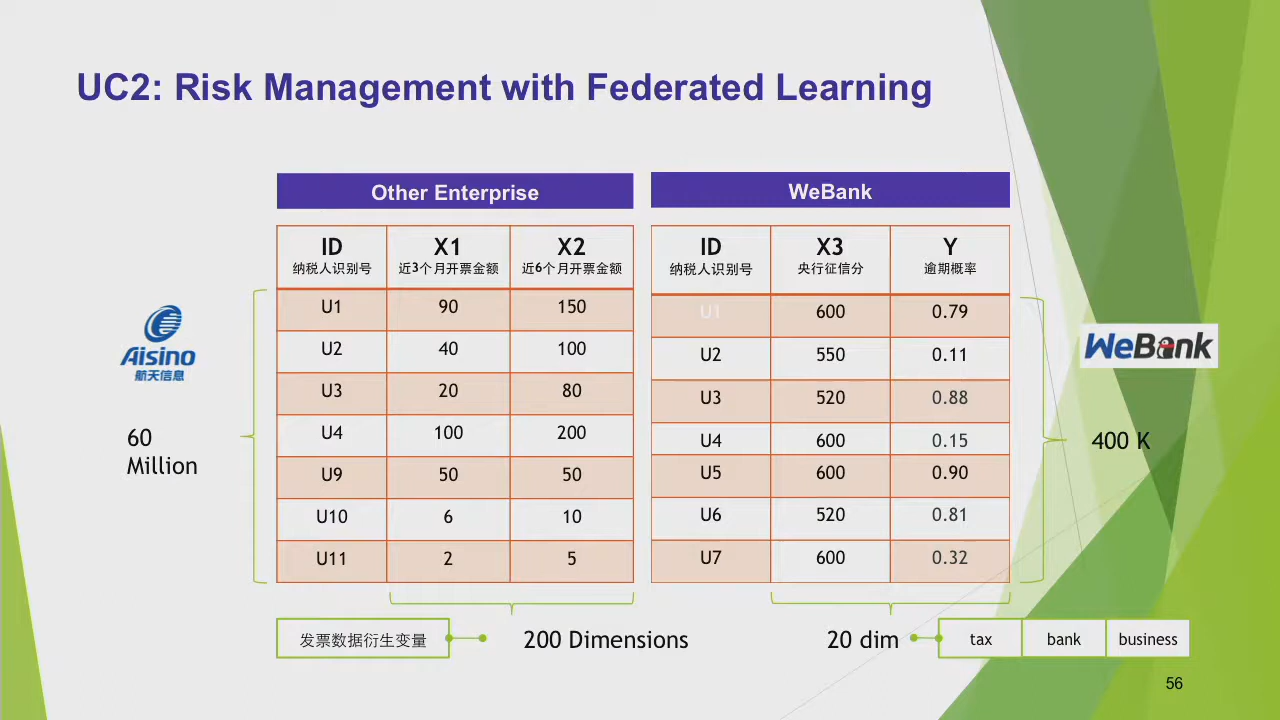 UC2: Risk Management with Federated Learning
Other Enterprise
WeBank
ID X1 X2
纳税人识别号 近3个月开票金额 近6个月开票金额
U1 90 150
U2 40 100
U3 20 80
U4 100 200
U9 50 50
U10 6 10
U11 2 5
ID X3 Y
纳税人识别号 央行征信分 逾期概率
U1 600 0.79
U2 550 0.11
U3 520 0.88
U4 600 0.15
U5 600 0.90
U6 520 0.81
U7 600 0.32
Aisino
航天信息
60
Million
WeBank
400 K
发票数据衍生变量
200 Dimensions
20 dim
tax bank business
56